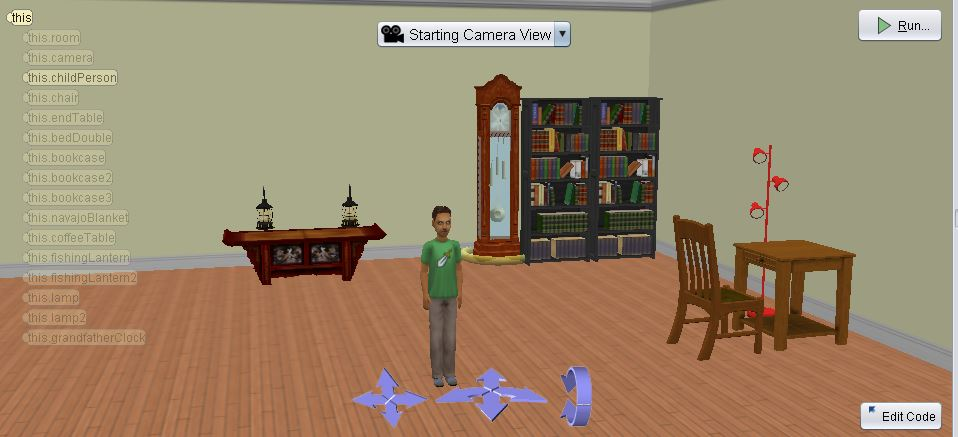 this
this.room
this.camera
this.childPerson
this.chair
this.endTable
this.bedDouble
this.bookcase
this.bookcase2
this.bookcase3
this.navajoBlanket
this.coffeeTable
this.fishingLantern
this.fishingLantern2
this.lamp
this.lamp2
this.grandfatherClock
Starting Camera View
Run...
Edit Code